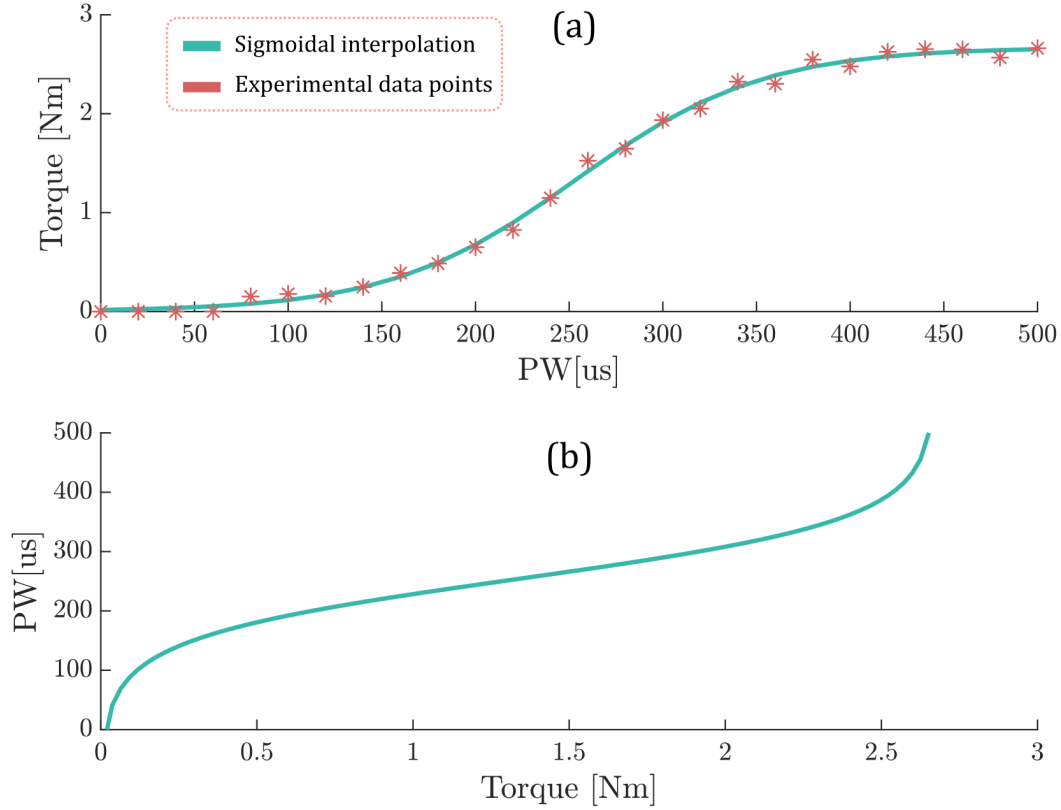 (a)
Sigmoidal interpolation
Experimental data points
Torque [Nm]
3
2
1
0
0 50 100 150 200 250 300 350 400 450 500
PW[us]
(b)
PW[us]
500
400
300
200
100
0
0 0.5 1 1.5 2 2.5 3
Torque [Nm]